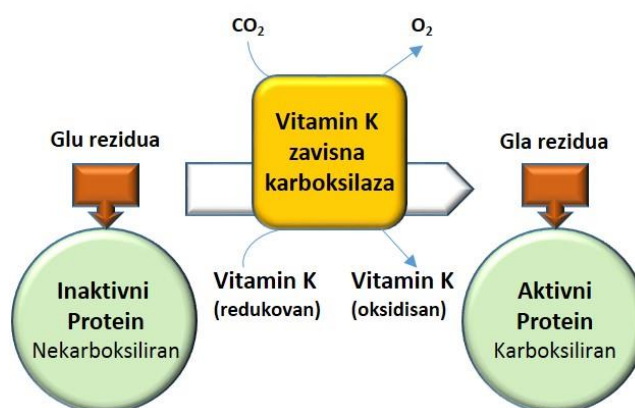 CO₂
O₂
Vitamin K
zavisna
karboksilaza
Glu rezidua
Gla rezidua
Inaktivni
Protein
Nekarboksiliran
Vitamin K
(redukovan)
Vitamin K
(oksidisan)
Aktivni
Protein
Karboksiliran